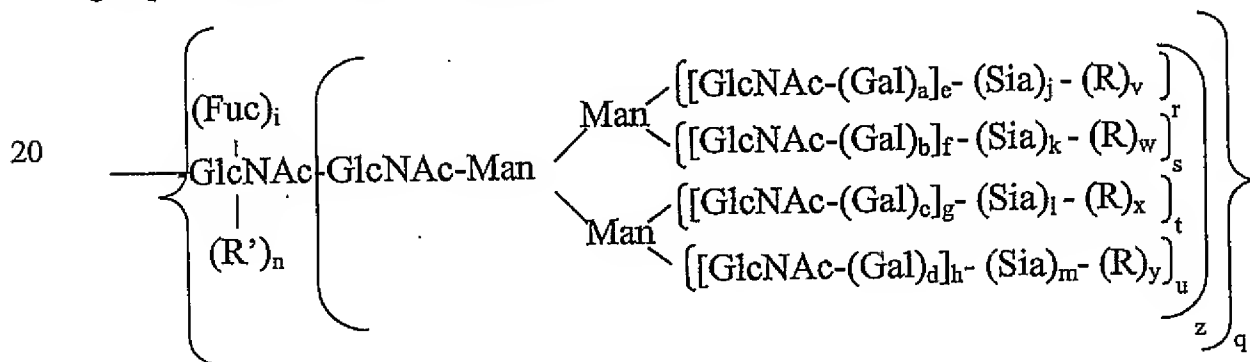 {[GlcNAc-(Gal)a]e- (Sia)j - (R)v ]r
(Fuc)i
Man
20
{[GlcNAc-(Gal)b]f-(Sia)k- (R)w]s
GlcNAc-GlcNAc-Man
{[GlcNAc-(Gal)c]g- (Sia)l - (R)x]t
Man
(R')n
{[GlcNAc-(Gal)d]h- (Sia)m- (R)y]u
z
q